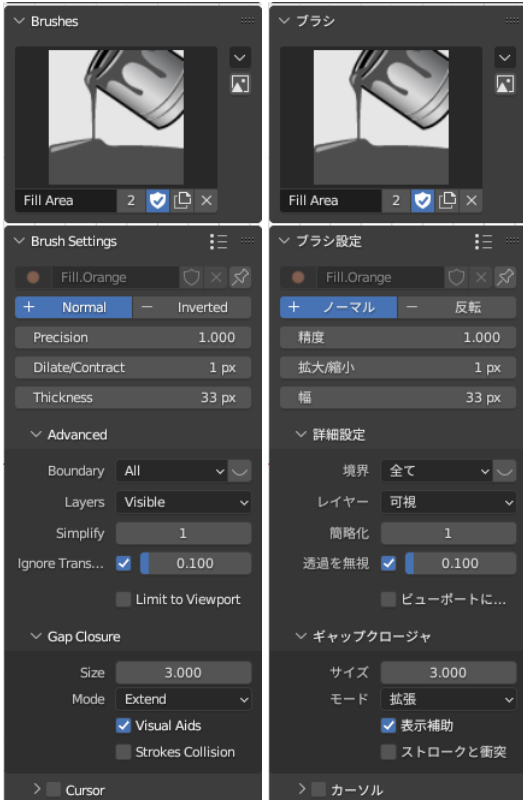 Brushes
Fill Area 2
Brush Settings
Fill.Orange
+ Normal − Inverted
Precision 1.000
Dilate/Contract 1 px
Thickness 33 px
Advanced
Boundary All
Layers Visible
Simplify 1
Ignore Trans... 0.100
Limit to Viewport
Gap Closure
Size 3.000
Mode Extend
Visual Aids
Strokes Collision
Cursor
ブラシ
Fill Area 2
ブラシ設定
Fill.Orange
+ ノーマル − 反転
精度 1.000
拡大/縮小 1 px
幅 33 px
詳細設定
境界 全て
レイヤー 可視
簡略化 1
透過を無視 0.100
ビューポートに...
ギャップクロージャ
サイズ 3.000
モード 拡張
表示補助
ストロークと衝突
カーソル